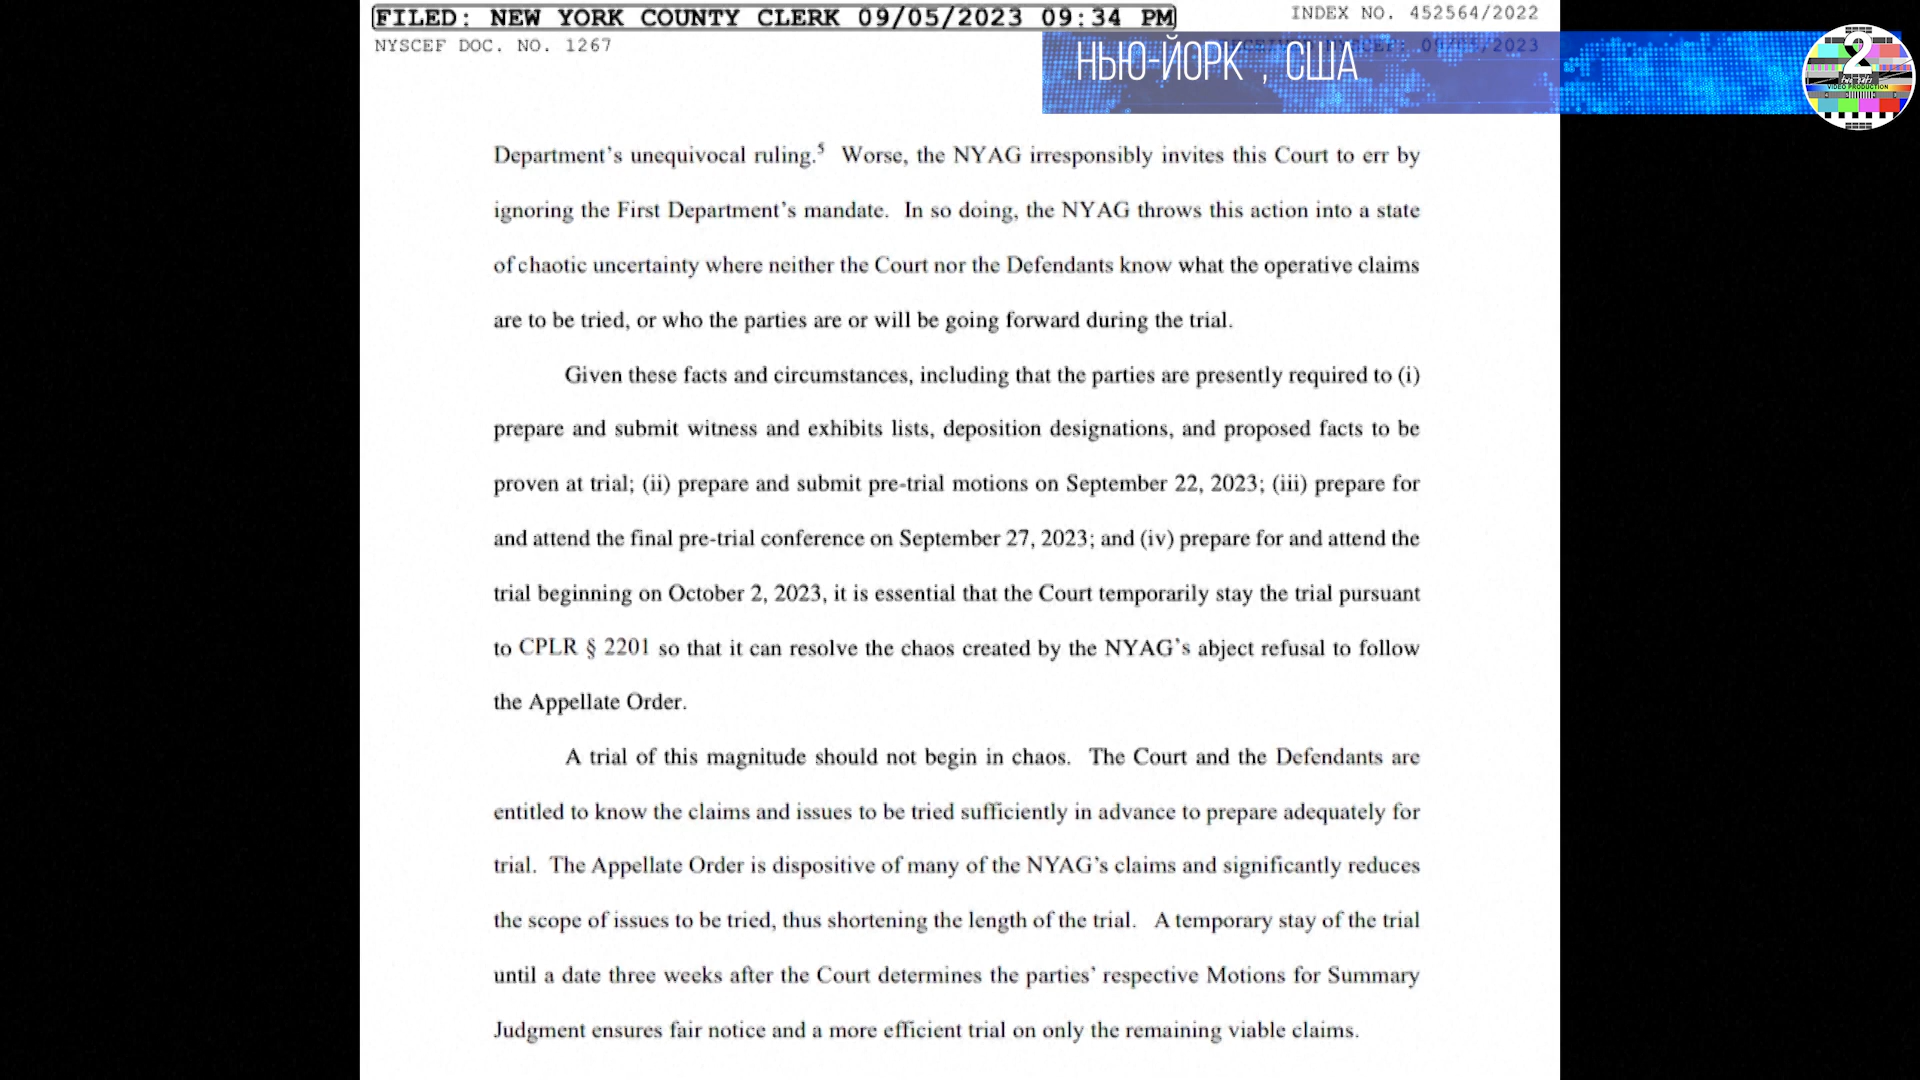 FILED: NEW YORK COUNTY CLERK 09/05/2023 09:34 PM
INDEX NO. 452564/2022
NYSCEF DOC. NO. 1267
НЬЮ-ЙОРК , США
2
VIDEO PRODUCTION
Department's unequivocal ruling.5 Worse, the NYAG irresponsibly invites this Court to err by
ignoring the First Department's mandate. In so doing, the NYAG throws this action into a state
of chaotic uncertainty where neither the Court nor the Defendants know what the operative claims
are to be tried, or who the parties are or will be going forward during the trial.
Given these facts and circumstances, including that the parties are presently required to (i)
prepare and submit witness and exhibits lists, deposition designations, and proposed facts to be
proven at trial; (ii) prepare and submit pre-trial motions on September 22, 2023; (iii) prepare for
and attend the final pre-trial conference on September 27, 2023; and (iv) prepare for and attend the
trial beginning on October 2, 2023, it is essential that the Court temporarily stay the trial pursuant
to CPLR § 2201 so that it can resolve the chaos created by the NYAG's abject refusal to follow
the Appellate Order.
A trial of this magnitude should not begin in chaos. The Court and the Defendants are
entitled to know the claims and issues to be tried sufficiently in advance to prepare adequately for
trial. The Appellate Order is dispositive of many of the NYAG's claims and significantly reduces
the scope of issues to be tried, thus shortening the length of the trial. A temporary stay of the trial
until a date three weeks after the Court determines the parties' respective Motions for Summary
Judgment ensures fair notice and a more efficient trial on only the remaining viable claims.